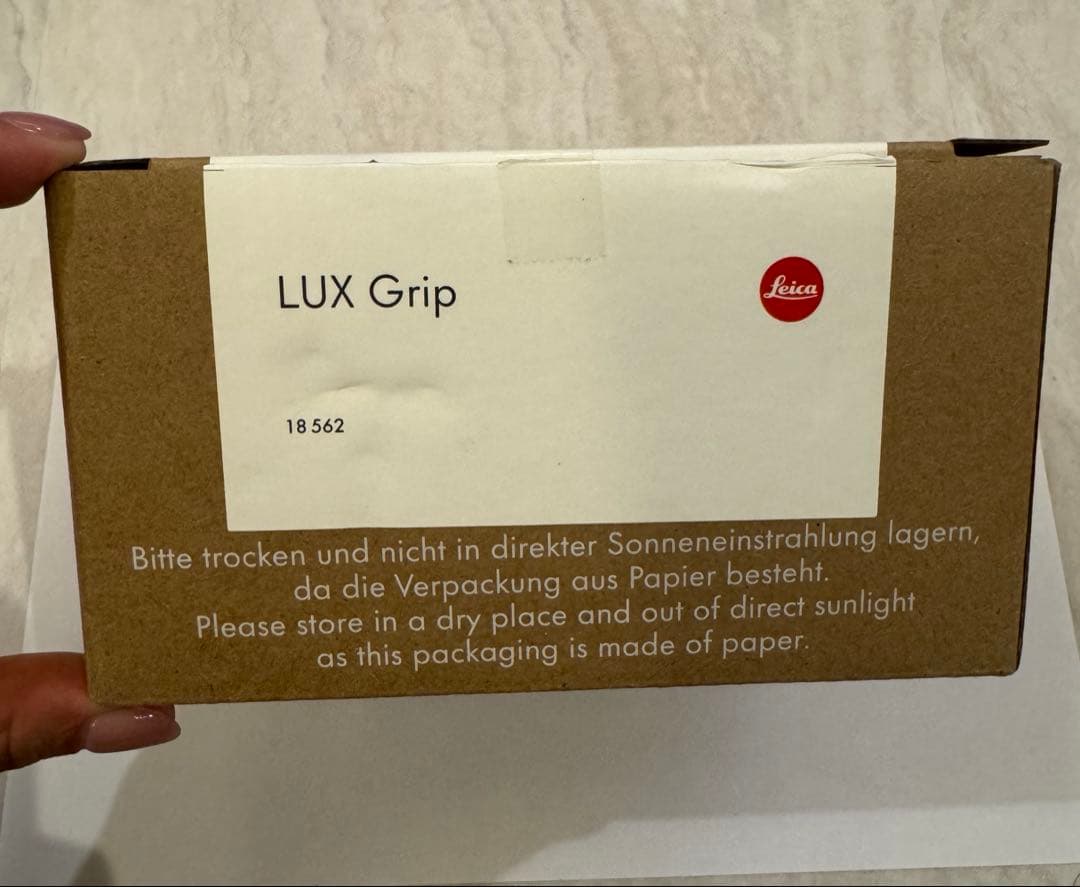 LUX Grip
Leica
18 562
Bitte trocken und nicht in direkter Sonneneinstrahlung lagern,
da die Verpackung aus Papier besteht.
Please store in a dry place and out of direct sunlight
as this packaging is made of paper.